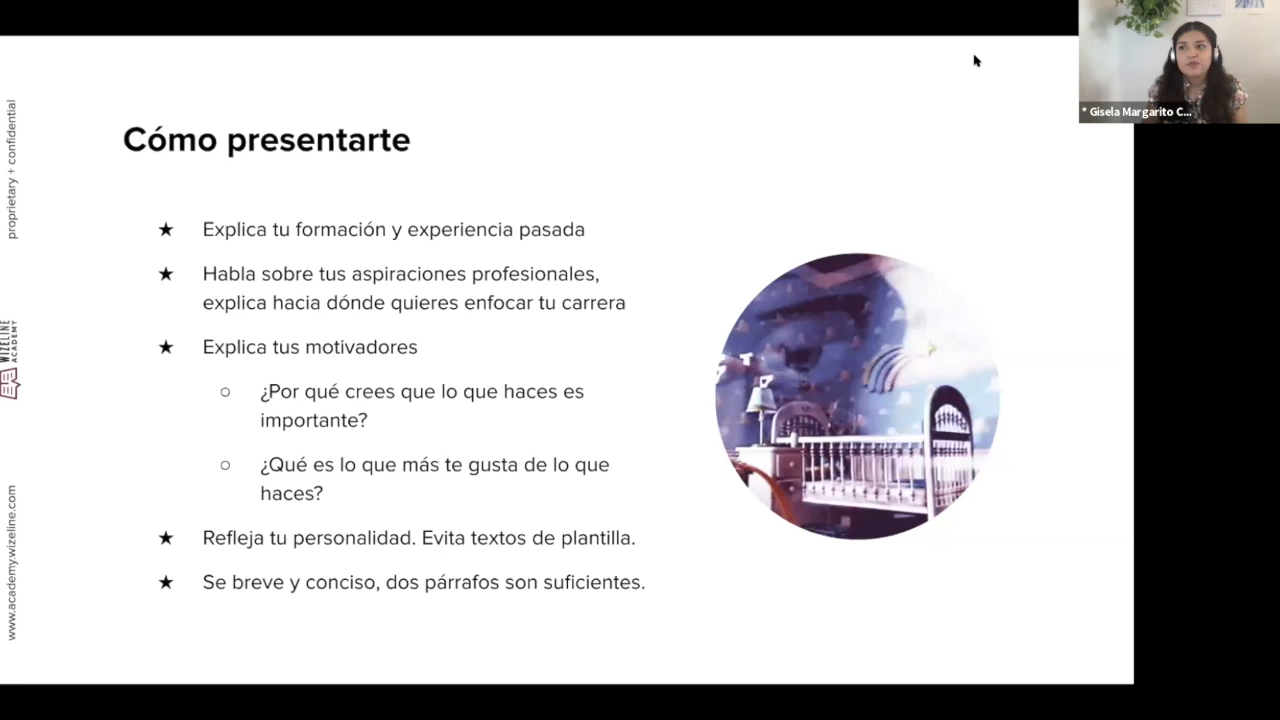 * Gisela Margarito C...
proprietary + confidential
WIZELINE
ACADEMY
www.academy.wizeline.com
Cómo presentarte
★ Explica tu formación y experiencia pasada
★ Habla sobre tus aspiraciones profesionales,
explica hacia dónde quieres enfocar tu carrera
★ Explica tus motivadores
○ ¿Por qué crees que lo que haces es
importante?
○ ¿Qué es lo que más te gusta de lo que
haces?
★ Refleja tu personalidad. Evita textos de plantilla.
★ Se breve y conciso, dos párrafos son suficientes.